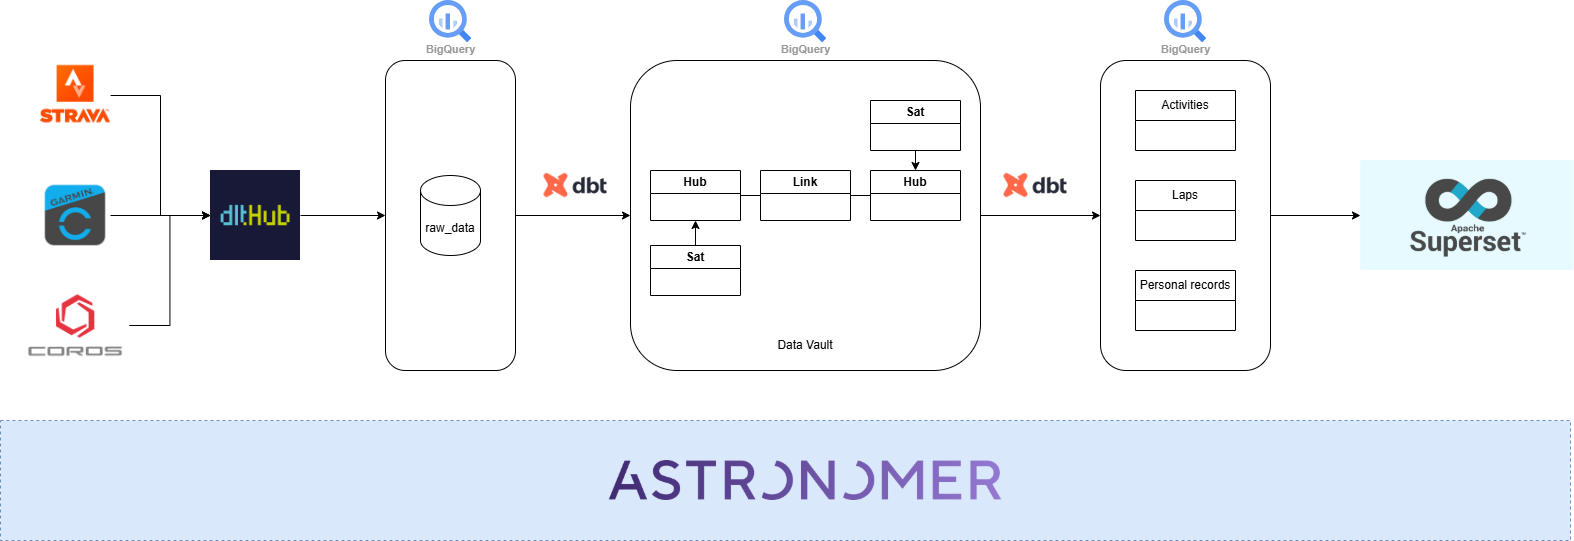 BigQuery
BigQuery
BigQuery
STRAVA
GARMIN
COROS
dltHub
raw_data
dbt
Sat
Hub
Link
Hub
Sat
Data Vault
dbt
Activities
Laps
Personal records
Apache
Superset™
ASTRONOMER